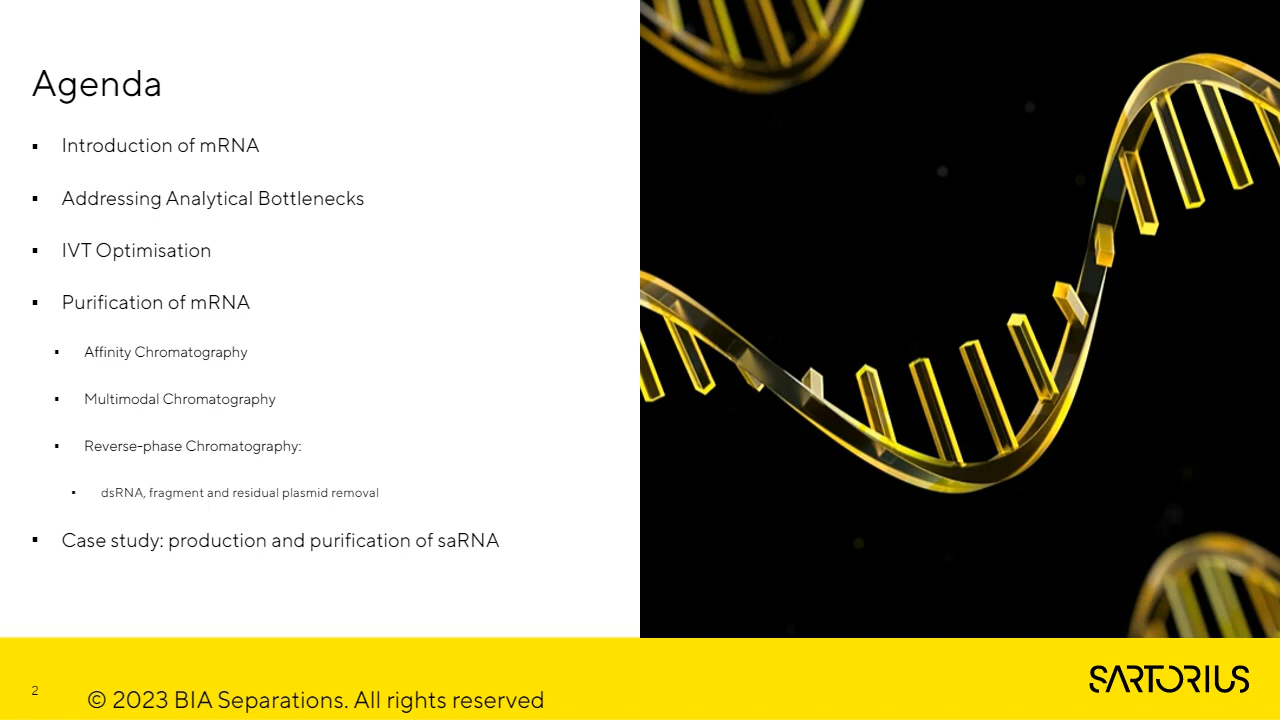 Agenda
▪ Introduction of mRNA
▪ Addressing Analytical Bottlenecks
▪ IVT Optimisation
▪ Purification of mRNA
▪ Affinity Chromatography
▪ Multimodal Chromatography
▪ Reverse-phase Chromatography:
▪ dsRNA, fragment and residual plasmid removal
▪ Case study: production and purification of saRNA
2
© 2023 BIA Separations. All rights reserved
SARTORIUS